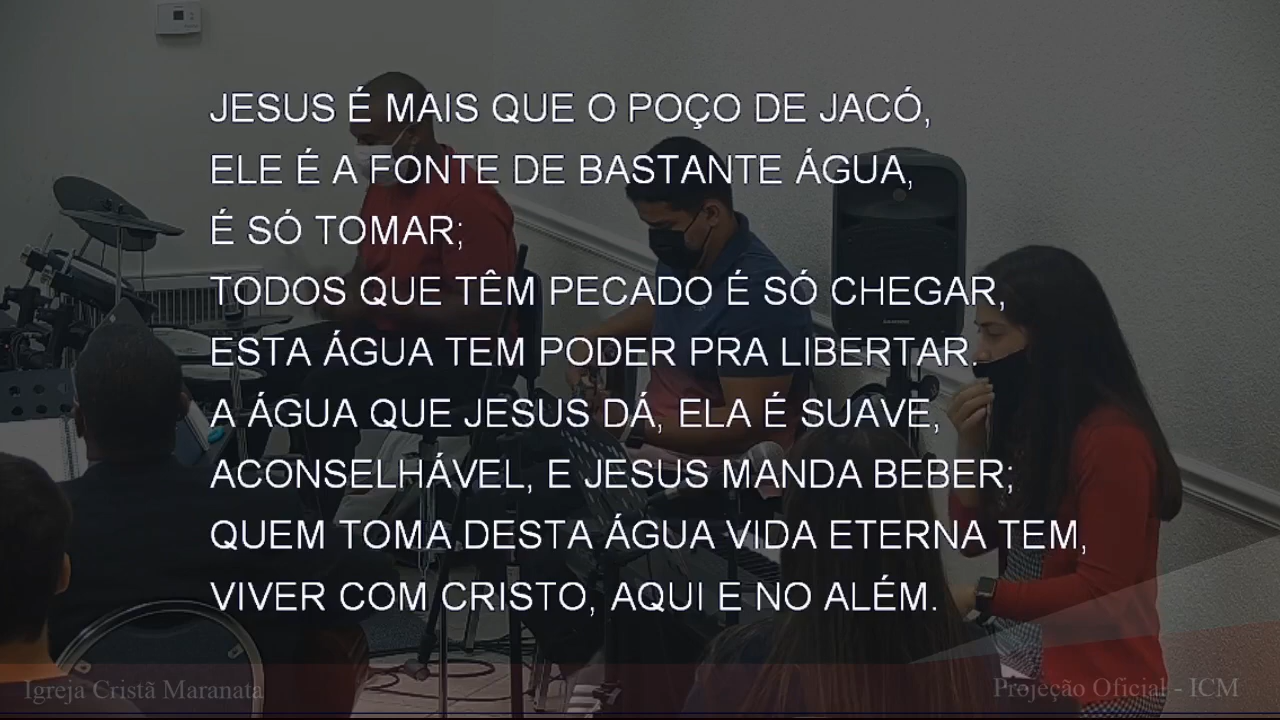 JESUS É MAIS QUE O POÇO DE JACÓ,
ELE É A FONTE DE BASTANTE ÁGUA,
É SÓ TOMAR;
TODOS QUE TÊM PECADO É SÓ CHEGAR,
ESTA ÁGUA TEM PODER PRA LIBERTAR.
A ÁGUA QUE JESUS DÁ, ELA É SUAVE,
ACONSELHÁVEL, E JESUS MANDA BEBER;
QUEM TOMA DESTA ÁGUA VIDA ETERNA TEM,
VIVER COM CRISTO, AQUI E NO ALÉM.
Igreja Cristã Maranata
Projeção Oficial - ICM